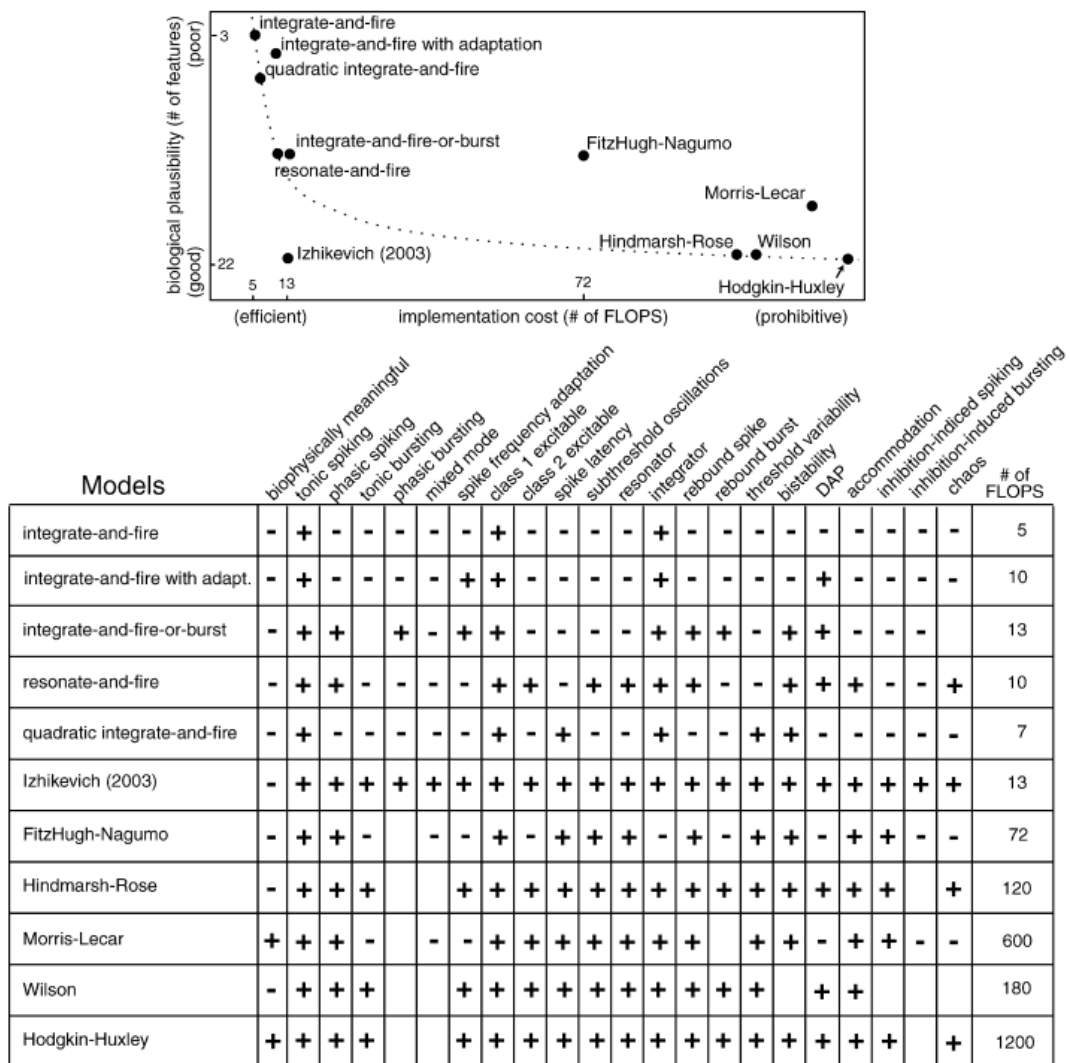 integrate-and-fire
3
integrate-and-fire with adaptation
quadratic integrate-and-fire
integrate-and-fire-or-burst
resonate-and-fire
FitzHugh-Nagumo
Morris-Lecar
Izhikevich (2003)
Hindmarsh-Rose
Wilson
Hodgkin-Huxley
22
biological plausibility (# of features)
(good)
(poor)
5
13
72
(efficient)
implementation cost (# of FLOPS)
(prohibitive)
Models
biophysically meaningful
tonic spiking
phasic spiking
tonic bursting
phasic bursting
mixed mode
spike frequency adaptation
class 1 excitable
class 2 excitable
spike latency
subthreshold oscillations
resonator
integrator
rebound spike
rebound burst
threshold variability
bistability
DAP
accommodation
inhibition-indiced spiking
inhibition-induced bursting
chaos
# of
FLOPS
integrate-and-fire - + - - - - - + - - - - + - - - - - - - - - 5
integrate-and-fire with adapt. - + - - - - + + - - - - + - - - - + - - - - 10
integrate-and-fire-or-burst - + + + - + + - - - - + + + - + + - - - 13
resonate-and-fire - + + - - - - + + - + + + + - - + + + - - + 10
quadratic integrate-and-fire - + - - - - - + - + - - + - - + + - - - - - 7
Izhikevich (2003) - + + + + + + + + + + + + + + + + + + + + + 13
FitzHugh-Nagumo - + + - - - + - + + + - + - + + - + + - - 72
Hindmarsh-Rose - + + + + + + + + + + + + + + + + + + 120
Morris-Lecar + + + - - - + + + + + + + + + - + + - - 600
Wilson - + + + + + + + + + + + + + + + 180
Hodgkin-Huxley + + + + + + + + + + + + + + + + + + + 1200